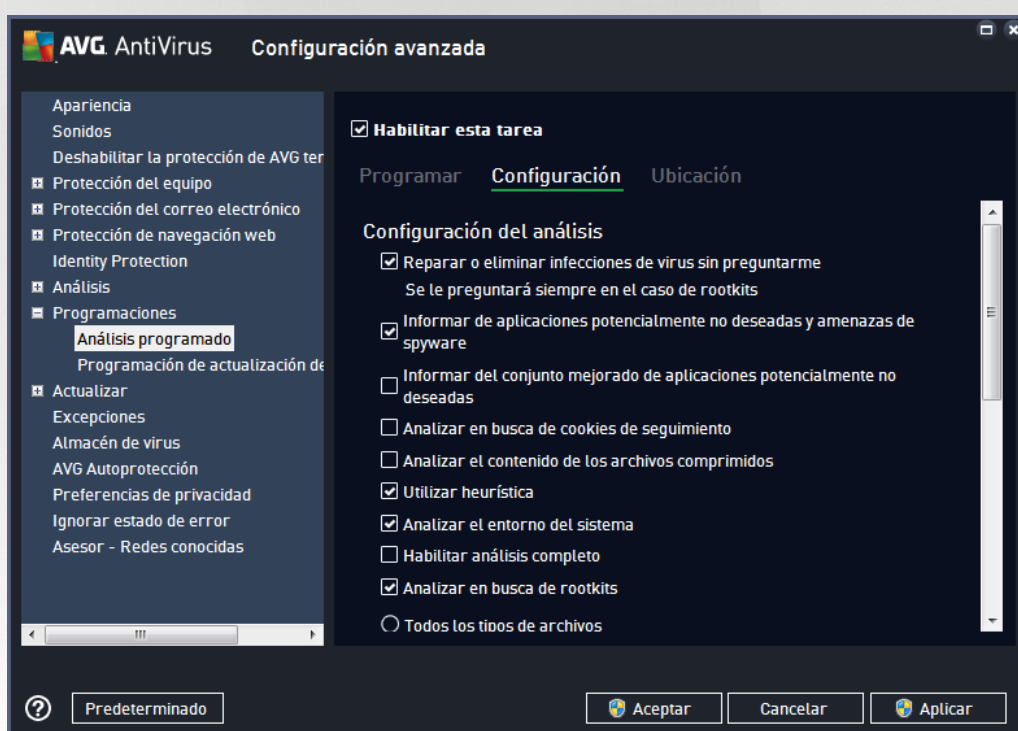 AVG. AntiVirus Configuración avanzada
Apariencia
Sonidos
Deshabilitar la protección de AVG
Protección del equipo
Protección del correo electrónico
Protección de navegación web
Identity Protection
Análisis
Programaciones
Análisis programado
Programación de actualización
Actualizar
Excepciones
Almacén de virus
AVG Autoprotección
Preferencias de privacidad
Ignorar estado de error
Asesor - Redes conocidas
Habilitar esta tarea
Programar Configuración Ubicación
Configuración del análisis
Reparar o eliminar infecciones de virus sin preguntarme
Se le preguntará siempre en el caso de rootkits
Informar de aplicaciones potencialmente no deseadas y amenazas de
spyware
Informar del conjunto mejorado de aplicaciones potencialmente no
deseadas
Analizar en busca de cookies de seguimiento
Analizar el contenido de los archivos comprimidos
Utilizar heurística
Analizar el entorno del sistema
Habilitar análisis completo
Analizar en busca de rootkits
Todos los tipos de archivos
Predeterminado Aceptar Cancelar Aplicar